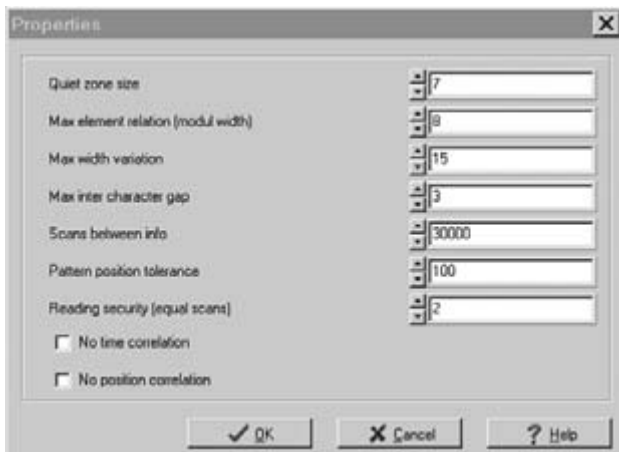 Properties
Quiet zone size 7
Max element relation (modul width) 8
Max width variation 15
Max inter character gap 3
Scans between info 30000
Pattern position tolerance 100
Reading security (equal scans) 2
No time correlation
No position correlation
OK Cancel ? Help